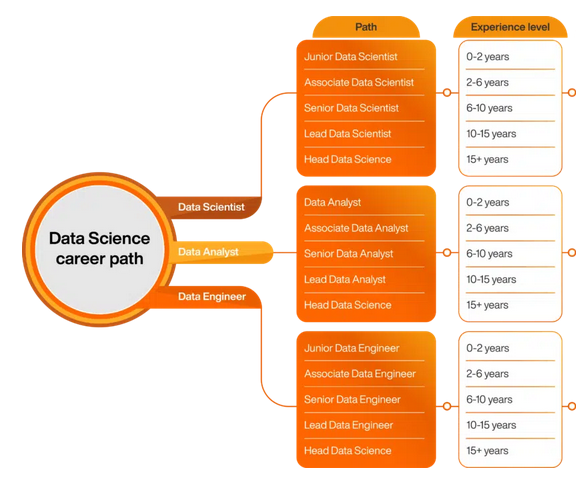 Path
Experience level
Junior Data Scientist
0-2 years
Associate Data Scientist
2-6 years
Senior Data Scientist
6-10 years
Lead Data Scientist
10-15 years
Head Data Science
15+ years
Data Science
career path
Data Scientist
Data Analyst
Data Engineer
Data Analyst
0-2 years
Associate Data Analyst
2-6 years
Senior Data Analyst
6-10 years
Lead Data Analyst
10-15 years
Head Data Science
15+ years
Junior Data Engineer
0-2 years
Associate Data Engineer
2-6 years
Senior Data Engineer
6-10 years
Lead Data Engineer
10-15 years
Head Data Science
15+ years